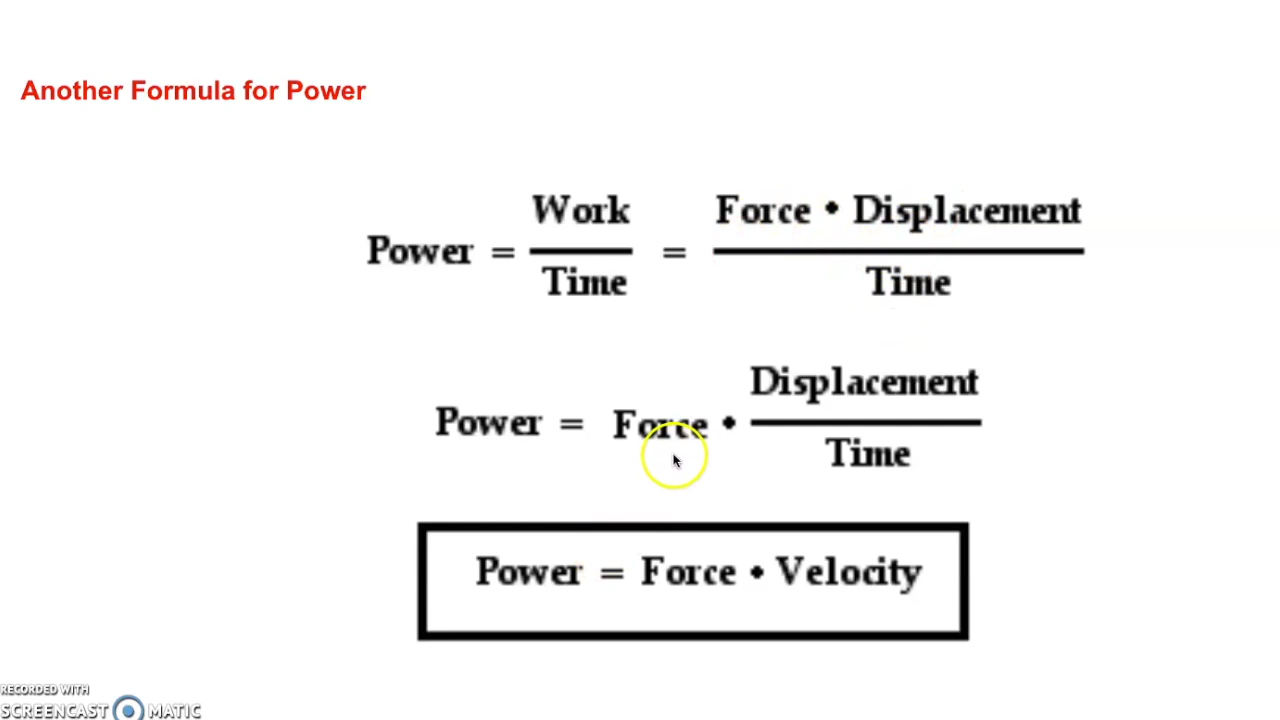 Another Formula for Power
Power = Work / Time = Force • Displacement / Time
Power = Force • Displacement / Time
Power = Force • Velocity
RECORDED WITH
SCREENCAST MATIC